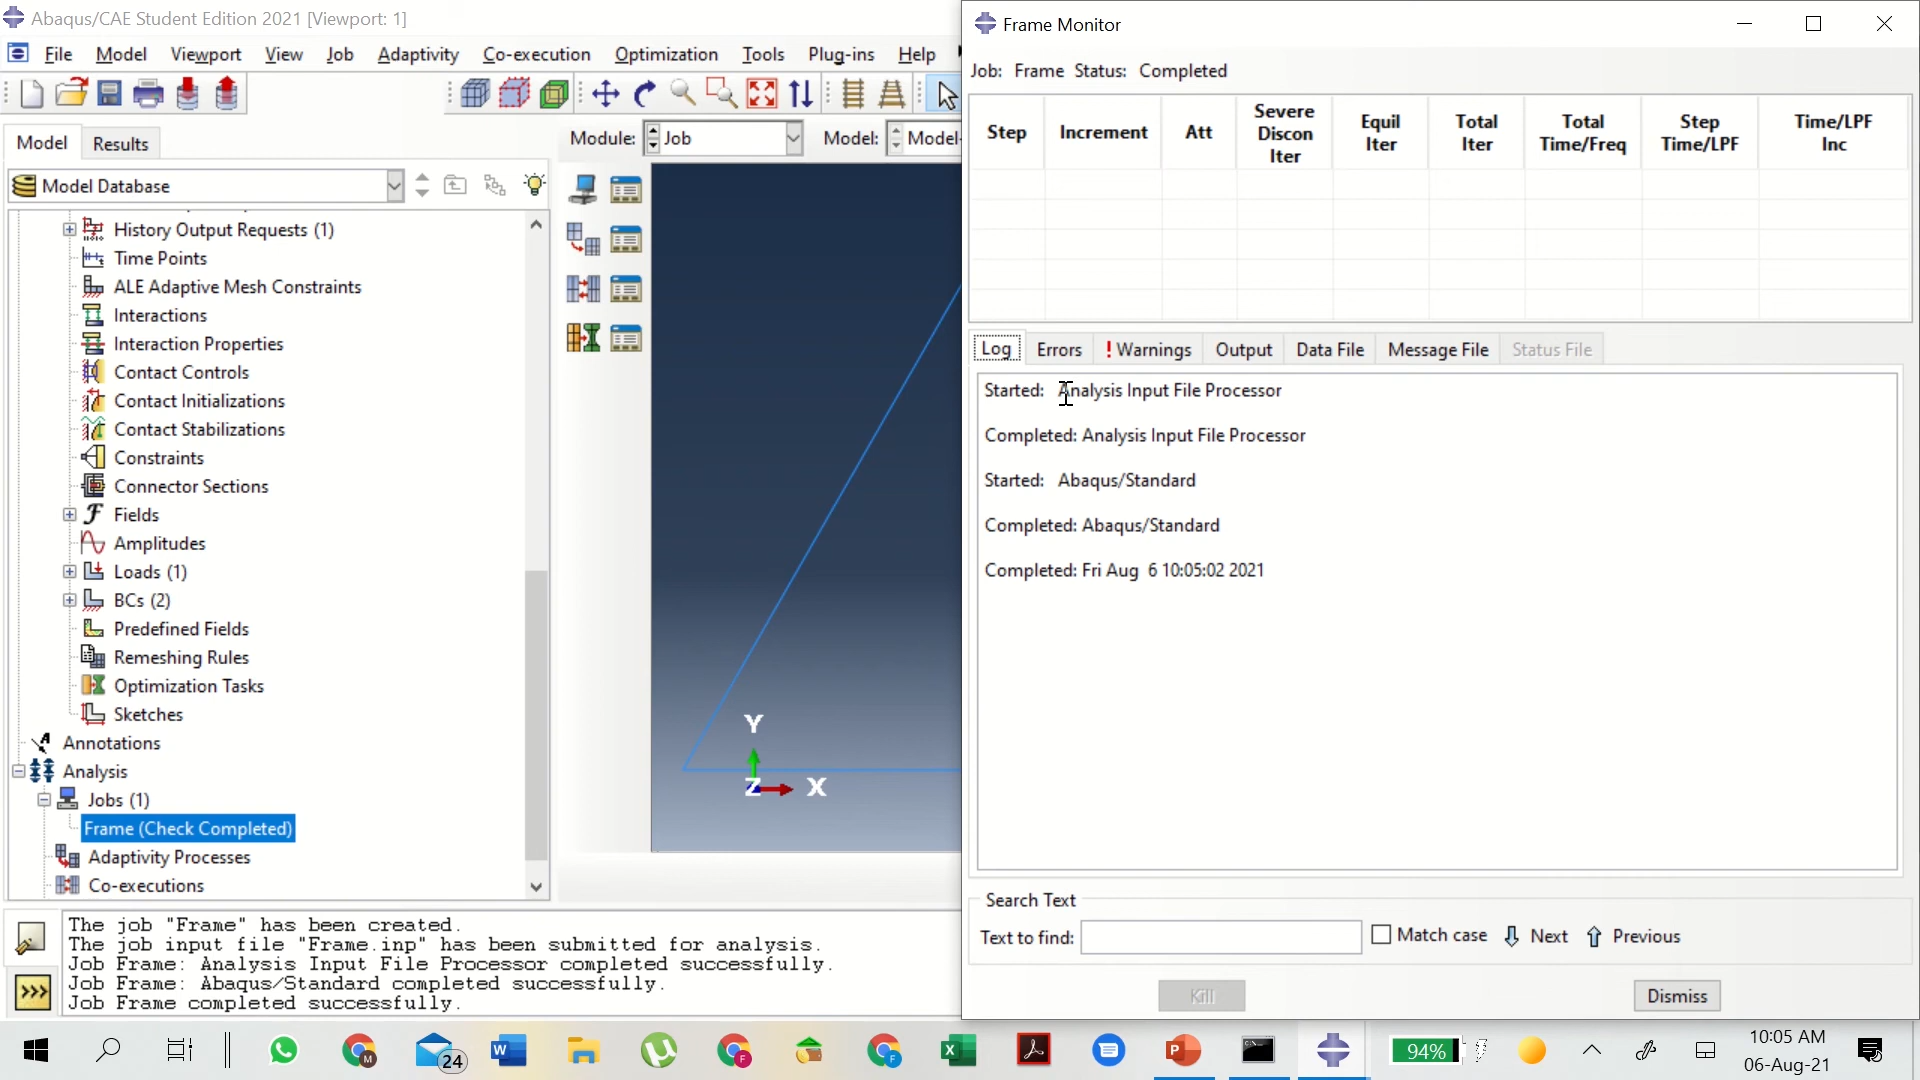 Abaqus/CAE Student Edition 2021 [Viewport: 1]
File Model Viewport View Job Adaptivity Co-execution Optimization Tools Plug-ins Help
Module: Job Model: Model-
Model Results
Model Database
History Output Requests (1)
Time Points
ALE Adaptive Mesh Constraints
Interactions
Interaction Properties
Contact Controls
Contact Initializations
Contact Stabilizations
Constraints
Connector Sections
Fields
Amplitudes
Loads (1)
BCs (2)
Predefined Fields
Remeshing Rules
Optimization Tasks
Sketches
Annotations
Analysis
Jobs (1)
Frame (Check Completed)
Adaptivity Processes
Co-executions
Y
Z X
The job "Frame" has been created.
The job input file "Frame.inp" has been submitted for analysis.
Job Frame: Analysis Input File Processor completed successfully.
Job Frame: Abaqus/Standard completed successfully.
Job Frame completed successfully.
>>>
Frame Monitor
Job: Frame Status: Completed
Step Increment Att Severe Discon Iter Equil Iter Total Iter Total Time/Freq Step Time/LPF Time/LPF Inc
Log Errors ! Warnings Output Data File Message File Status File
Started: Analysis Input File Processor
Completed: Analysis Input File Processor
Started: Abaqus/Standard
Completed: Abaqus/Standard
Completed: Fri Aug 6 10:05:02 2021
Search Text
Text to find: Match case Next Previous
Kill Dismiss
24
94%
10:05 AM
06-Aug-21